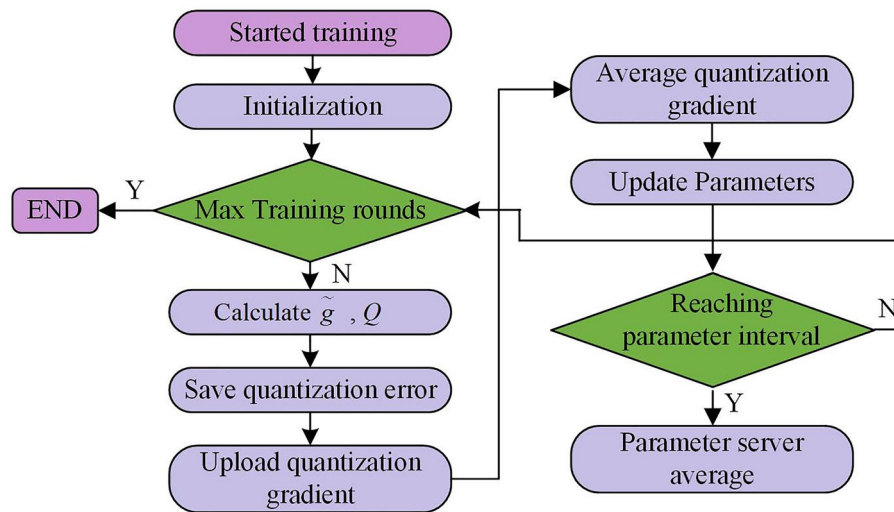 Started training
Initialization
Y
END
Max Training rounds
N
Calculate g̃ , Q
Save quantization error
Upload quantization
gradient
Average quantization
gradient
Update Parameters
Reaching
parameter interval
N
Y
Parameter server
average